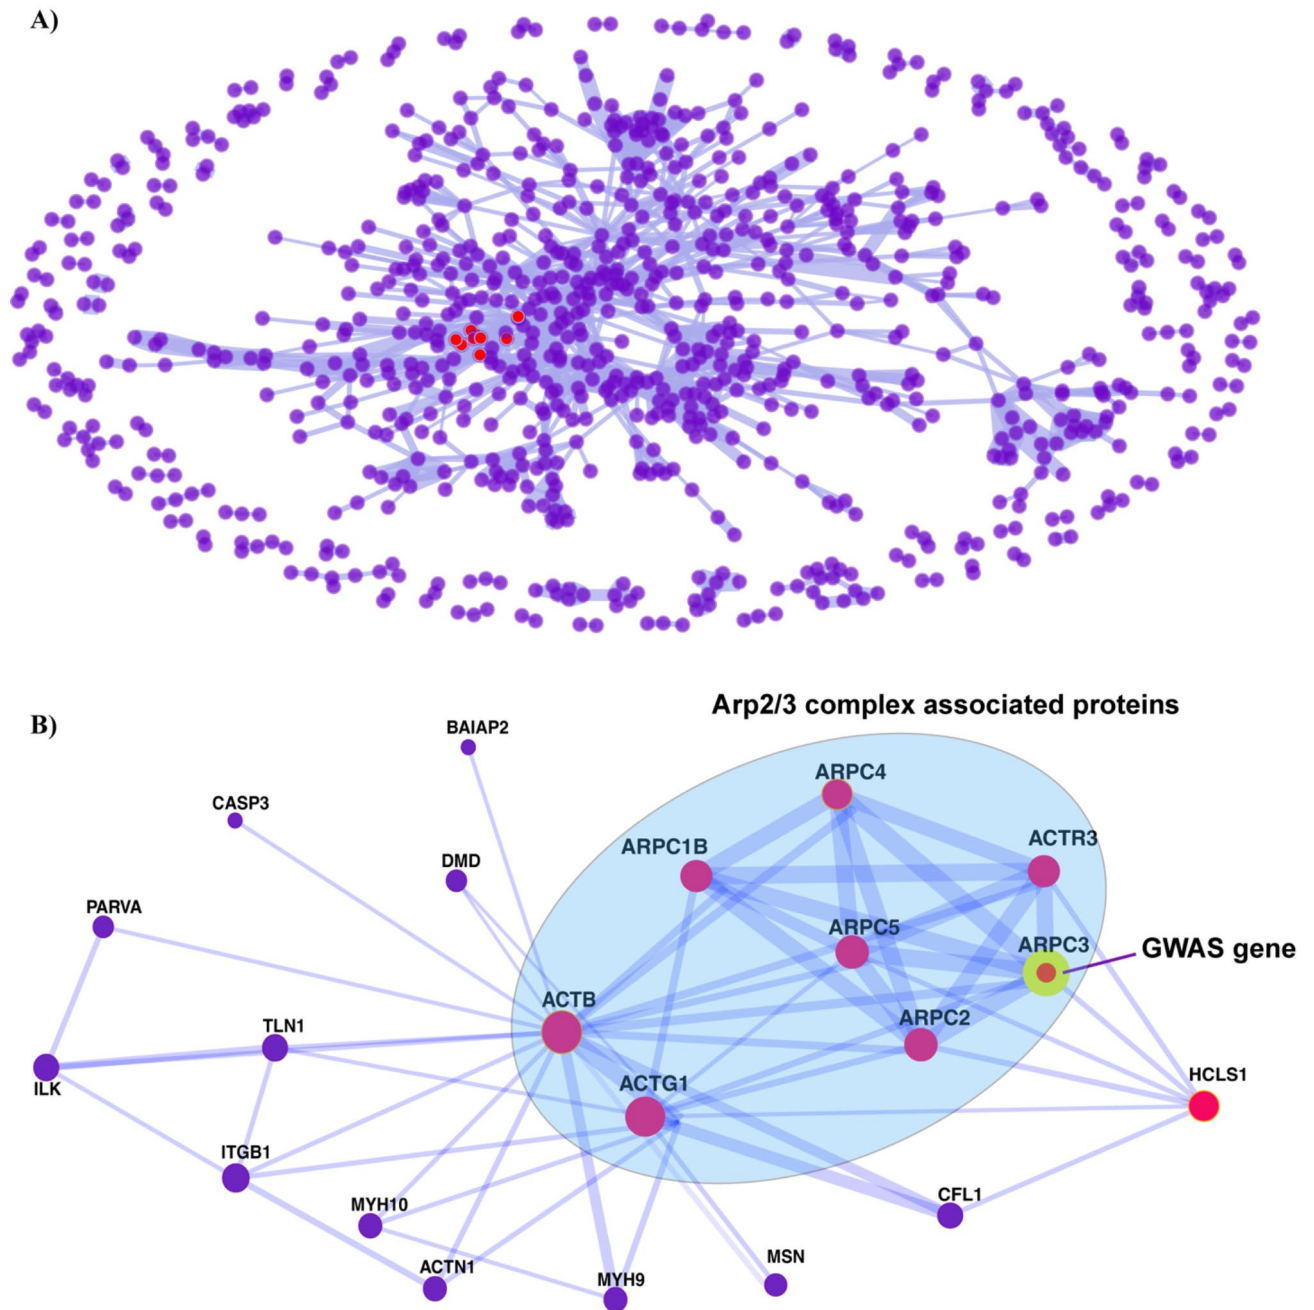 A)
Arp2/3 complex associated proteins
B)
BAIAP2
ARPC4
CASP3
ACTR3
ARPC1B
DMD
PARVA
ARPC5
ARPC3
GWAS gene
ACTB
ARPC2
TLN1
HCLS1
ACTG1
ILK
ITGB1
CFL1
MYH10
MSN
ACTN1
MYH9